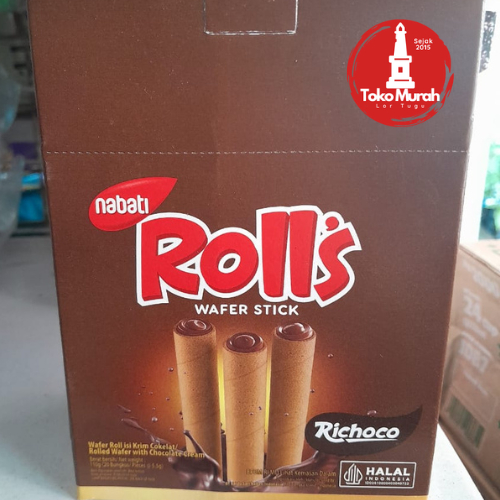 Sejak
2015
Toko Murah
Lor Tugu
nabati
Roll's
WAFER STICK
Richoco
Wafer Roll isi Krim Cokelat/
Rolled Wafer with Chocolate Cream
HALAL
INDONESIA